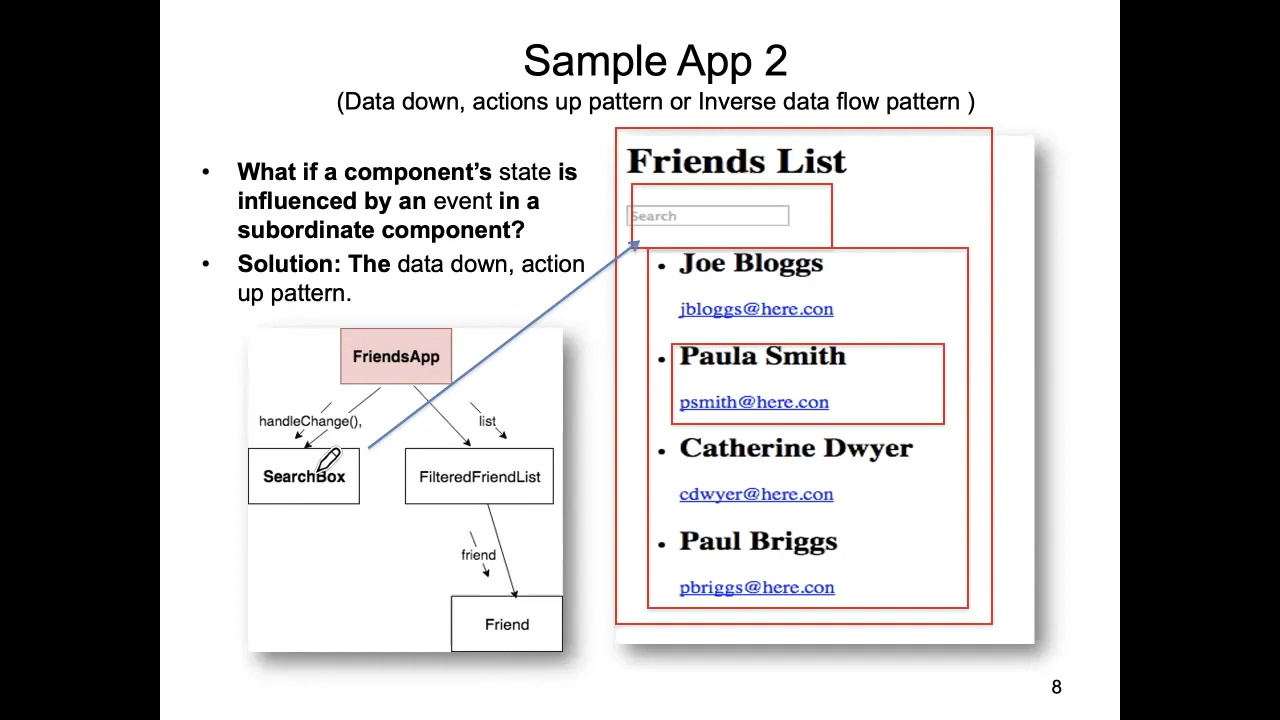 Sample App 2
(Data down, actions up pattern or Inverse data flow pattern )
• What if a component's state is
influenced by an event in a
subordinate component?
• Solution: The data down, action
up pattern.
FriendsApp
handleChange(),
list
SearchBox
FilteredFriendList
friend
Friend
Friends List
Search
• Joe Bloggs
jbloggs@here.con
• Paula Smith
psmith@here.con
• Catherine Dwyer
cdwyer@here.con
• Paul Briggs
pbriggs@here.con
8